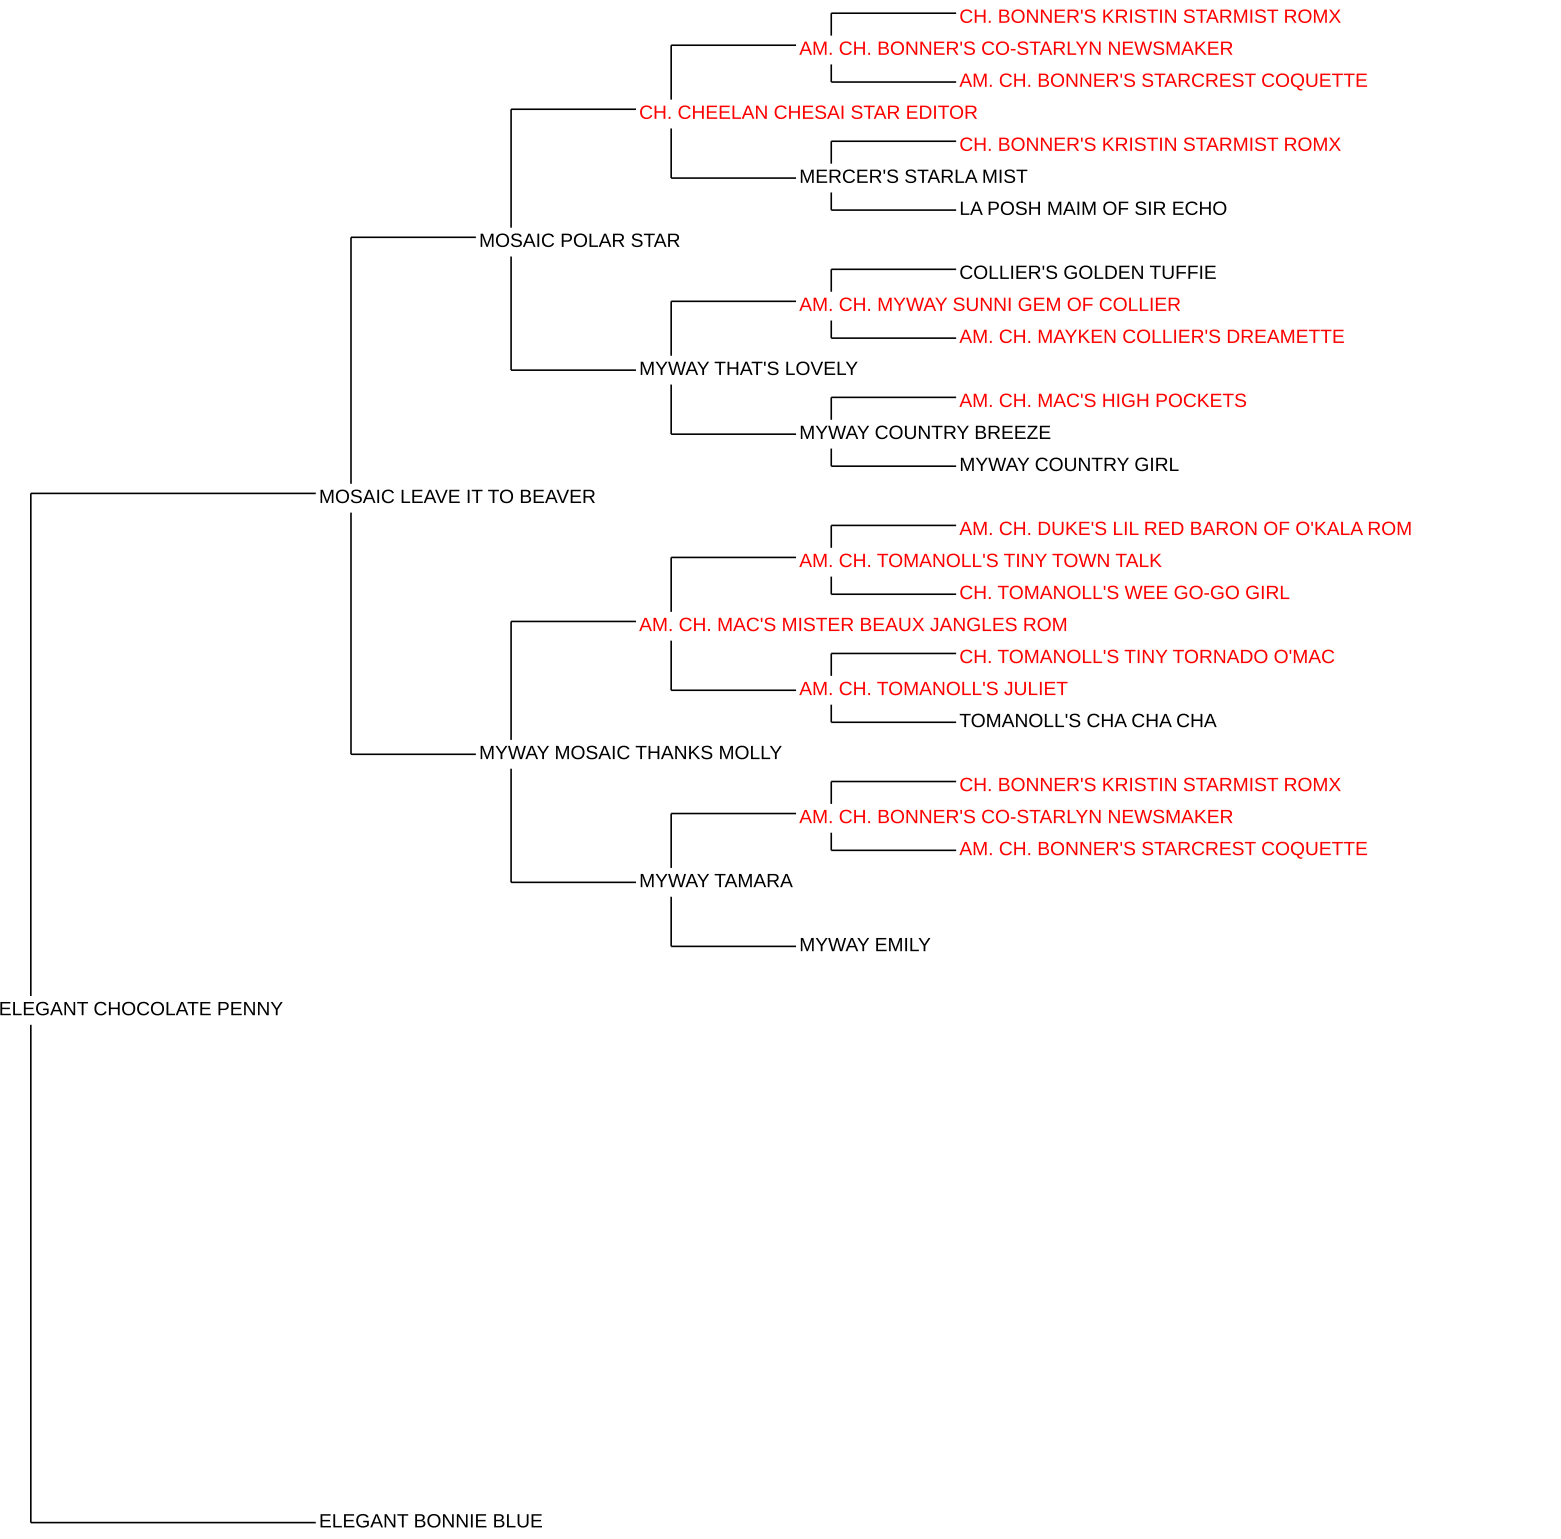 CH. BONNER'S KRISTIN STARMIST ROMX
AM. CH. BONNER'S CO-STARLYN NEWSMAKER
AM. CH. BONNER'S STARCREST COQUETTE
CH. CHEELAN CHESAI STAR EDITOR
CH. BONNER'S KRISTIN STARMIST ROMX
MERCER'S STARLA MIST
LA POSH MAIM OF SIR ECHO
MOSAIC POLAR STAR
COLLIER'S GOLDEN TUFFIE
AM. CH. MYWAY SUNNI GEM OF COLLIER
AM. CH. MAYKEN COLLIER'S DREAMETTE
MYWAY THAT'S LOVELY
AM. CH. MAC'S HIGH POCKETS
MYWAY COUNTRY BREEZE
MYWAY COUNTRY GIRL
MOSAIC LEAVE IT TO BEAVER
AM. CH. DUKE'S LIL RED BARON OF O'KALA ROM
AM. CH. TOMANOLL'S TINY TOWN TALK
CH. TOMANOLL'S WEE GO-GO GIRL
AM. CH. MAC'S MISTER BEAUX JANGLES ROM
CH. TOMANOLL'S TINY TORNADO O'MAC
AM. CH. TOMANOLL'S JULIET
TOMANOLL'S CHA CHA CHA
MYWAY MOSAIC THANKS MOLLY
CH. BONNER'S KRISTIN STARMIST ROMX
AM. CH. BONNER'S CO-STARLYN NEWSMAKER
AM. CH. BONNER'S STARCREST COQUETTE
MYWAY TAMARA
MYWAY EMILY
ELEGANT CHOCOLATE PENNY
ELEGANT BONNIE BLUE